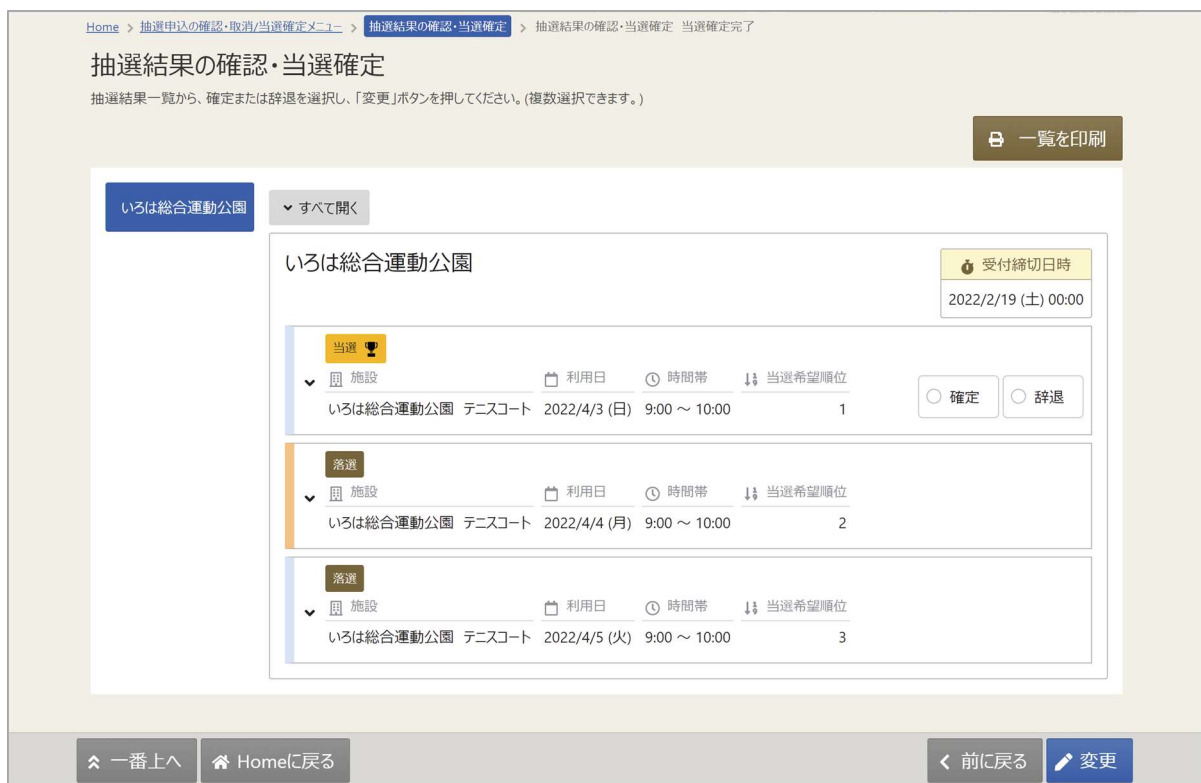 Home > 抽選申込の確認・取消/当選確定メニュー > 抽選結果の確認・当選確定 > 抽選結果の確認・当選確定 当選確定完了
抽選結果の確認・当選確定
抽選結果一覧から、確定または辞退を選択し、「変更」ボタンを押してください。(複数選択できます。)
一覧を印刷
いろは総合運動公園
すべて開く
いろは総合運動公園
受付締切日時
2022/2/19 (土) 00:00
当選
施設 利用日 時間帯 当選希望順位
いろは総合運動公園 テニスコート 2022/4/3 (日) 9:00 ~ 10:00 1
確定 辞退
落選
施設 利用日 時間帯 当選希望順位
いろは総合運動公園 テニスコート 2022/4/4 (月) 9:00 ~ 10:00 2
落選
施設 利用日 時間帯 当選希望順位
いろは総合運動公園 テニスコート 2022/4/5 (火) 9:00 ~ 10:00 3
一番上へ Homeに戻る 前に戻る 変更